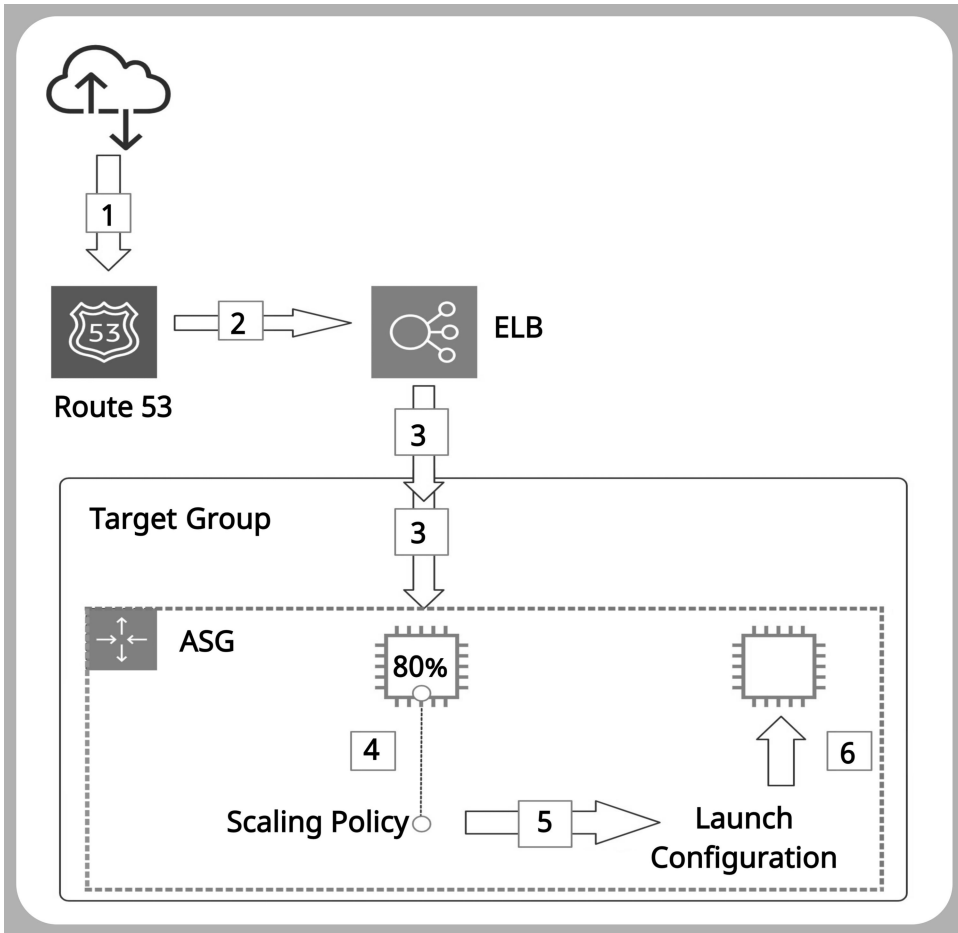 1
53
2
ELB
Route 53
3
Target Group
3
ASG
80%
4
6
Scaling Policy
5
Launch
Configuration